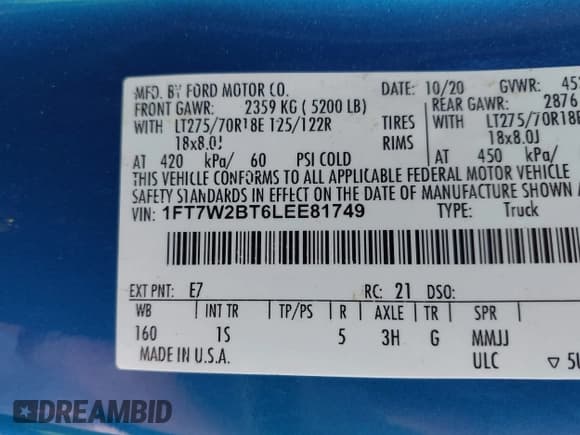 MFD. BY FORD MOTOR CO. DATE: 10/20 GVWR:
FRONT GAWR: 2359 KG ( 5200 LB) REAR GAWR: 2876
WITH LT275/70R18E 125/122R TIRES WITH LT275/70R18E
18x8.0J RIMS 18x8.0J
AT 420 kPa/ 60 PSI COLD AT 450 kPa/
THIS VEHICLE CONFORMS TO ALL APPLICABLE FEDERAL MOTOR VEHICLE
SAFETY STANDARDS IN EFFECT ON THE DATE OF MANUFACTURE SHOWN
VIN: 1FT7W2BT6LEE81749 TYPE: Truck
EXT PNT: E7 RC: 21 DSO:
WB INT TR TP/PS R AXLE TR SPR
160 1S 5 3H G MMJJ
MADE IN U.S.A. ULC
DREAMBID